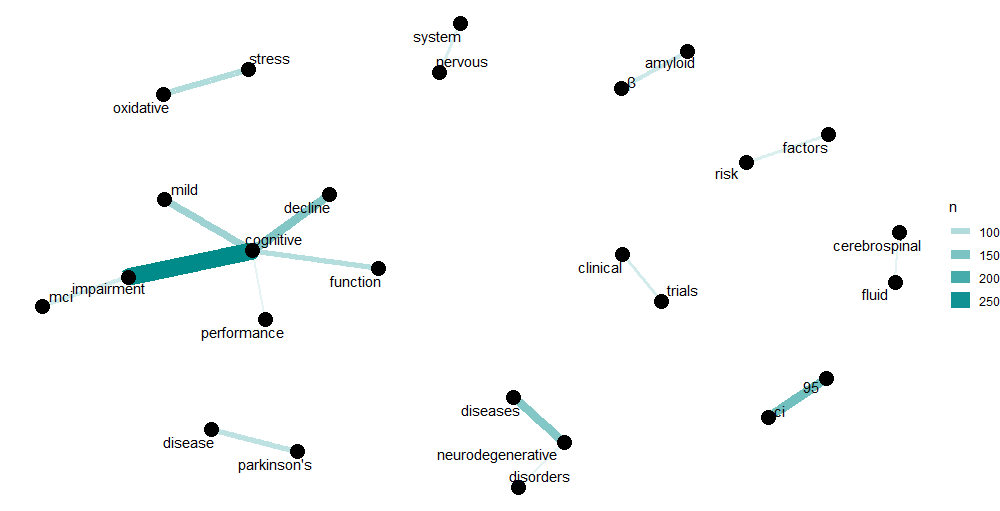 system
stress
nervous
amyloid
β
oxidative
factors
risk
mild
decline
n
cognitive
cerebrospinal
100
clinical
150
function
trials
200
impairment
mci
fluid
250
performance
95
ci
diseases
disease
neurodegenerative
parkinson's
disorders